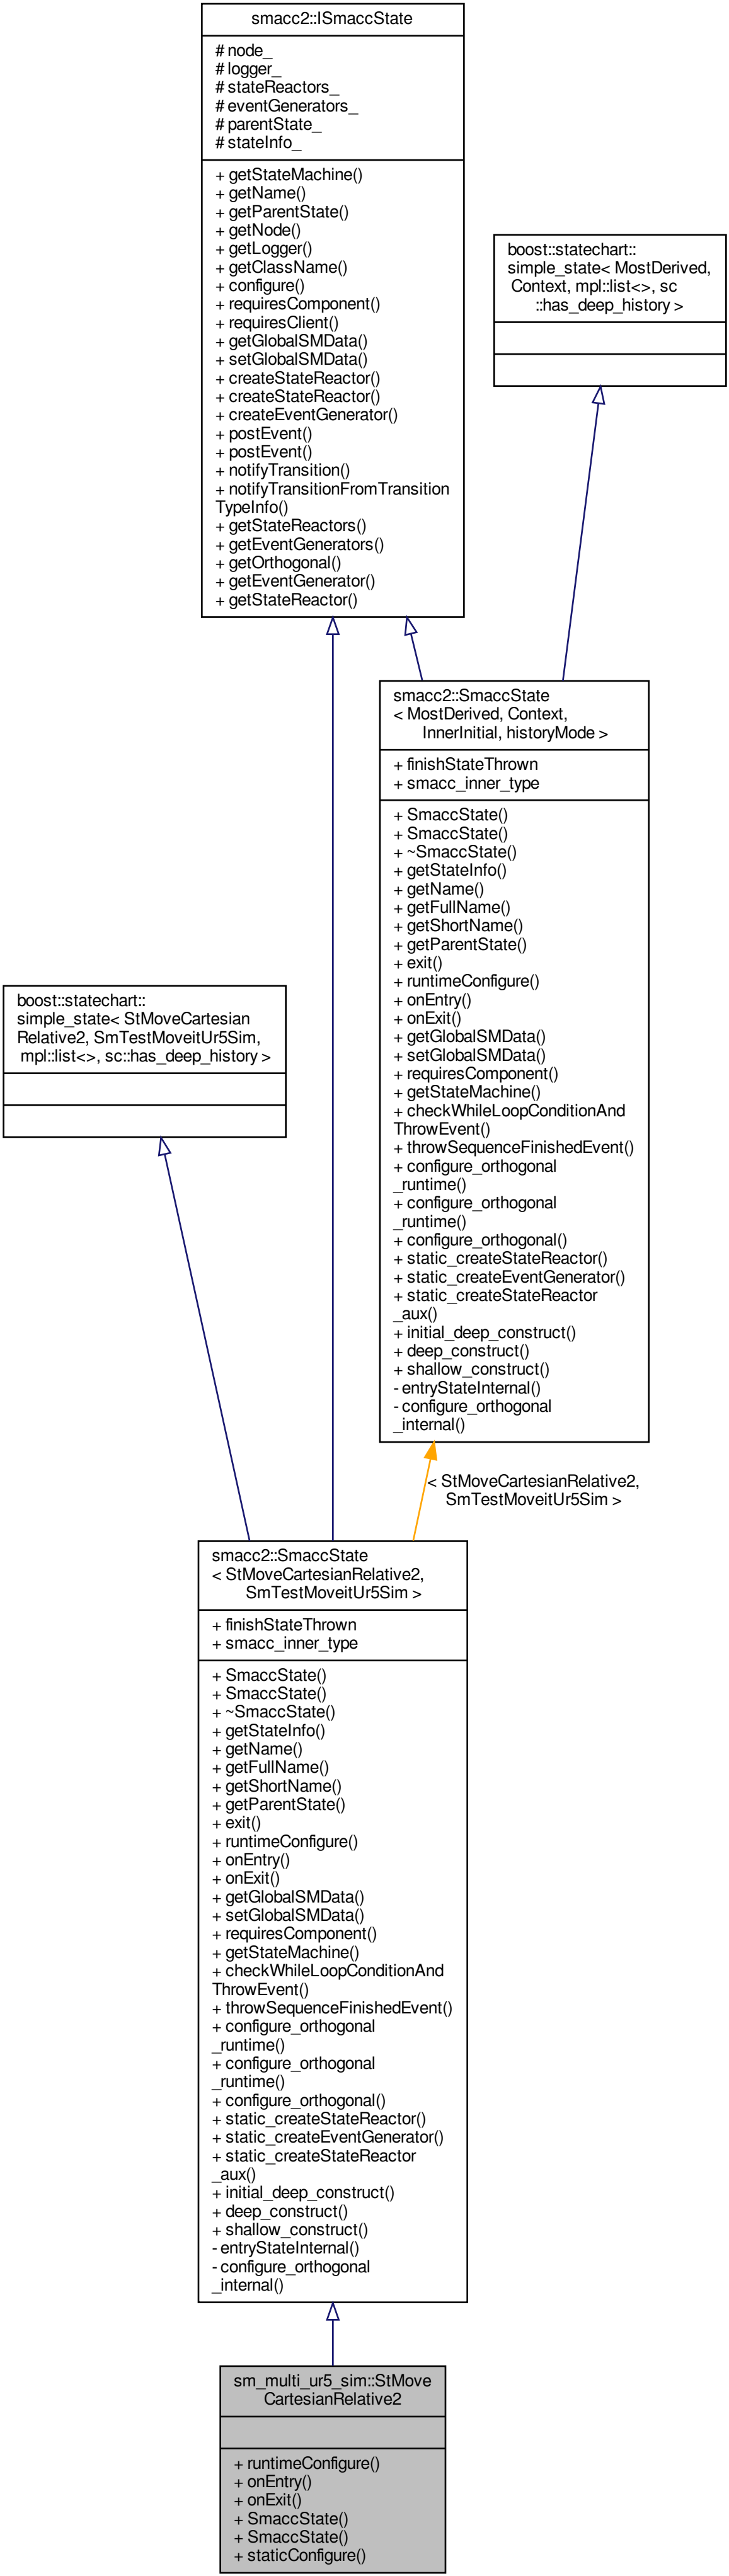 smacc2::ISmaccState
# node_
# logger_
# stateReactors_
# eventGenerators_
# parentState_
# stateInfo_
+ getStateMachine()
+ getName()
+ getParentState()
+ getNode()
+ getLogger()
+ getClassName()
+ configure()
+ requiresComponent()
+ requiresClient()
+ getGlobalSMData()
+ setGlobalSMData()
+ createStateReactor()
+ createStateReactor()
+ createEventGenerator()
+ postEvent()
+ postEvent()
+ notifyTransition()
+ notifyTransitionFromTransition
TypeInfo()
+ getStateReactors()
+ getEventGenerators()
+ getOrthogonal()
+ getEventGenerator()
+ getStateReactor()
boost::statechart::
simple_state< MostDerived,
Context, mpl::list<>, sc
::has_deep_history >
smacc2::SmaccState
< MostDerived, Context,
InnerInitial, historyMode >
+ finishStateThrown
+ smacc_inner_type
+ SmaccState()
+ SmaccState()
+ ~SmaccState()
+ getStateInfo()
+ getName()
+ getFullName()
+ getShortName()
+ getParentState()
+ exit()
+ runtimeConfigure()
+ onEntry()
+ onExit()
+ getGlobalSMData()
+ setGlobalSMData()
+ requiresComponent()
+ getStateMachine()
+ checkWhileLoopConditionAnd
ThrowEvent()
+ throwSequenceFinishedEvent()
+ configure_orthogonal
_runtime()
+ configure_orthogonal
_runtime()
+ configure_orthogonal()
+ static_createStateReactor()
+ static_createEventGenerator()
+ static_createStateReactor
_aux()
+ initial_deep_construct()
+ deep_construct()
+ shallow_construct()
- entryStateInternal()
- configure_orthogonal
_internal()
boost::statechart::
simple_state< StMoveCartesian
Relative2, SmTestMoveitUr5Sim,
mpl::list<>, sc::has_deep_history >
< StMoveCartesianRelative2,
SmTestMoveitUr5Sim >
smacc2::SmaccState
< StMoveCartesianRelative2,
SmTestMoveitUr5Sim >
+ finishStateThrown
+ smacc_inner_type
+ SmaccState()
+ SmaccState()
+ ~SmaccState()
+ getStateInfo()
+ getName()
+ getFullName()
+ getShortName()
+ getParentState()
+ exit()
+ runtimeConfigure()
+ onEntry()
+ onExit()
+ getGlobalSMData()
+ setGlobalSMData()
+ requiresComponent()
+ getStateMachine()
+ checkWhileLoopConditionAnd
ThrowEvent()
+ throwSequenceFinishedEvent()
+ configure_orthogonal
_runtime()
+ configure_orthogonal
_runtime()
+ configure_orthogonal()
+ static_createStateReactor()
+ static_createEventGenerator()
+ static_createStateReactor
_aux()
+ initial_deep_construct()
+ deep_construct()
+ shallow_construct()
- entryStateInternal()
- configure_orthogonal
_internal()
sm_multi_ur5_sim::StMove
CartesianRelative2
+ runtimeConfigure()
+ onEntry()
+ onExit()
+ SmaccState()
+ SmaccState()
+ staticConfigure()